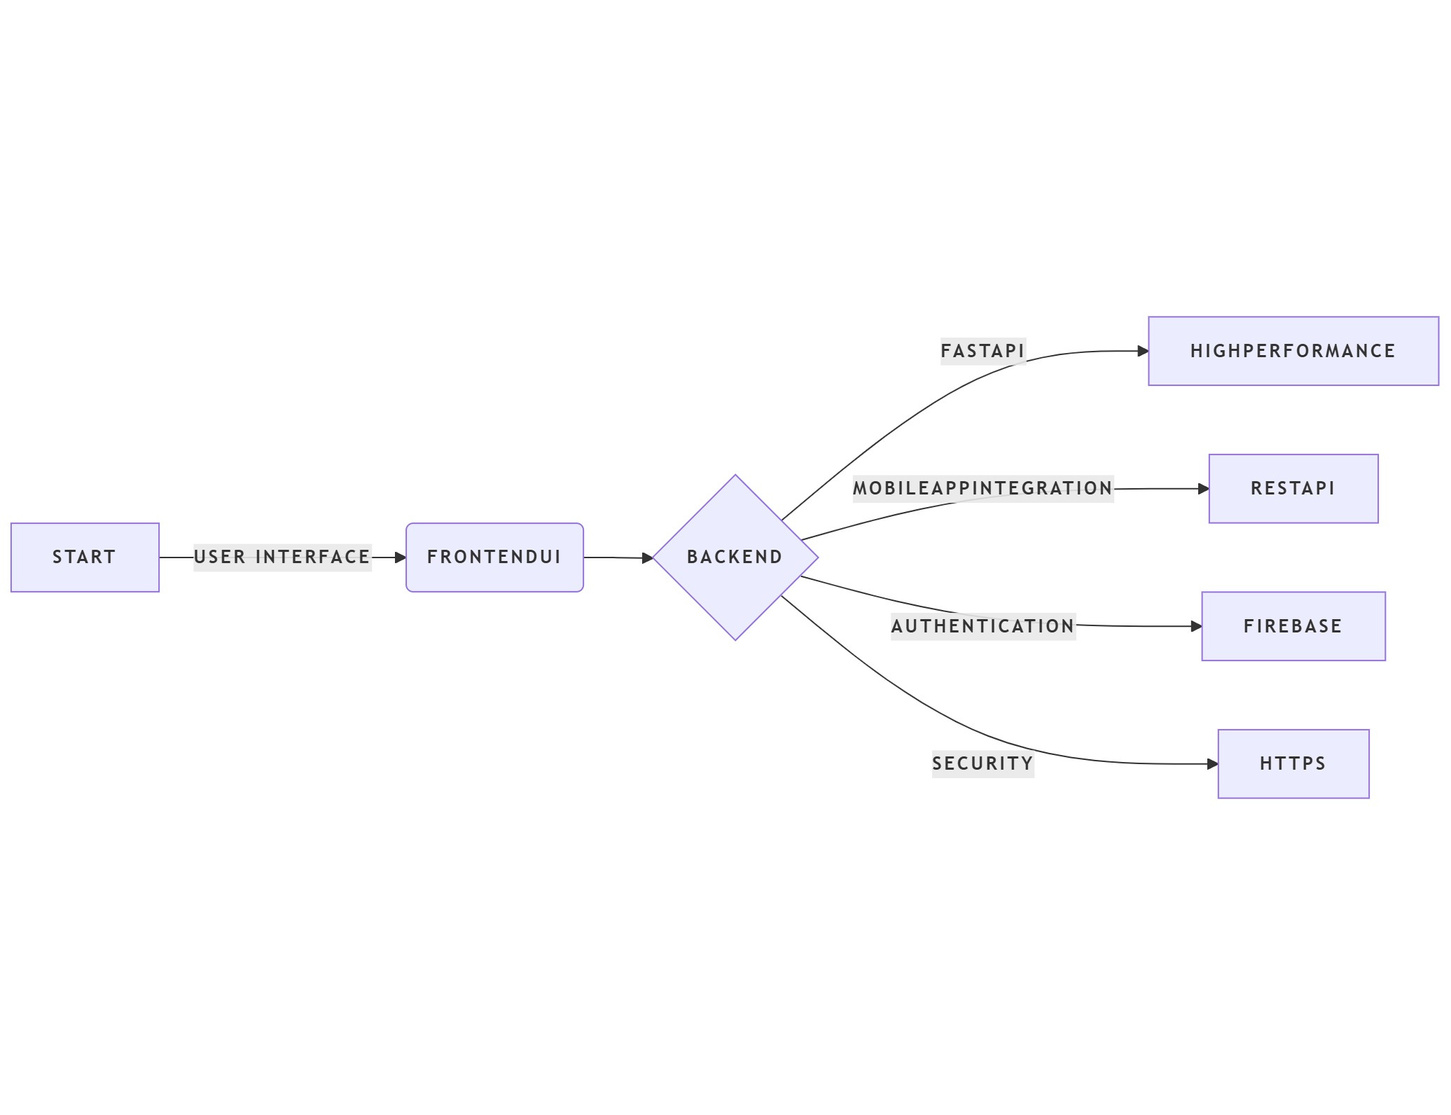 START
USER INTERFACE
FRONTENDUI
BACKEND
FASTAPI
HIGHPERFORMANCE
MOBILEAPPINTEGRATION
RESTAPI
AUTHENTICATION
FIREBASE
SECURITY
HTTPS